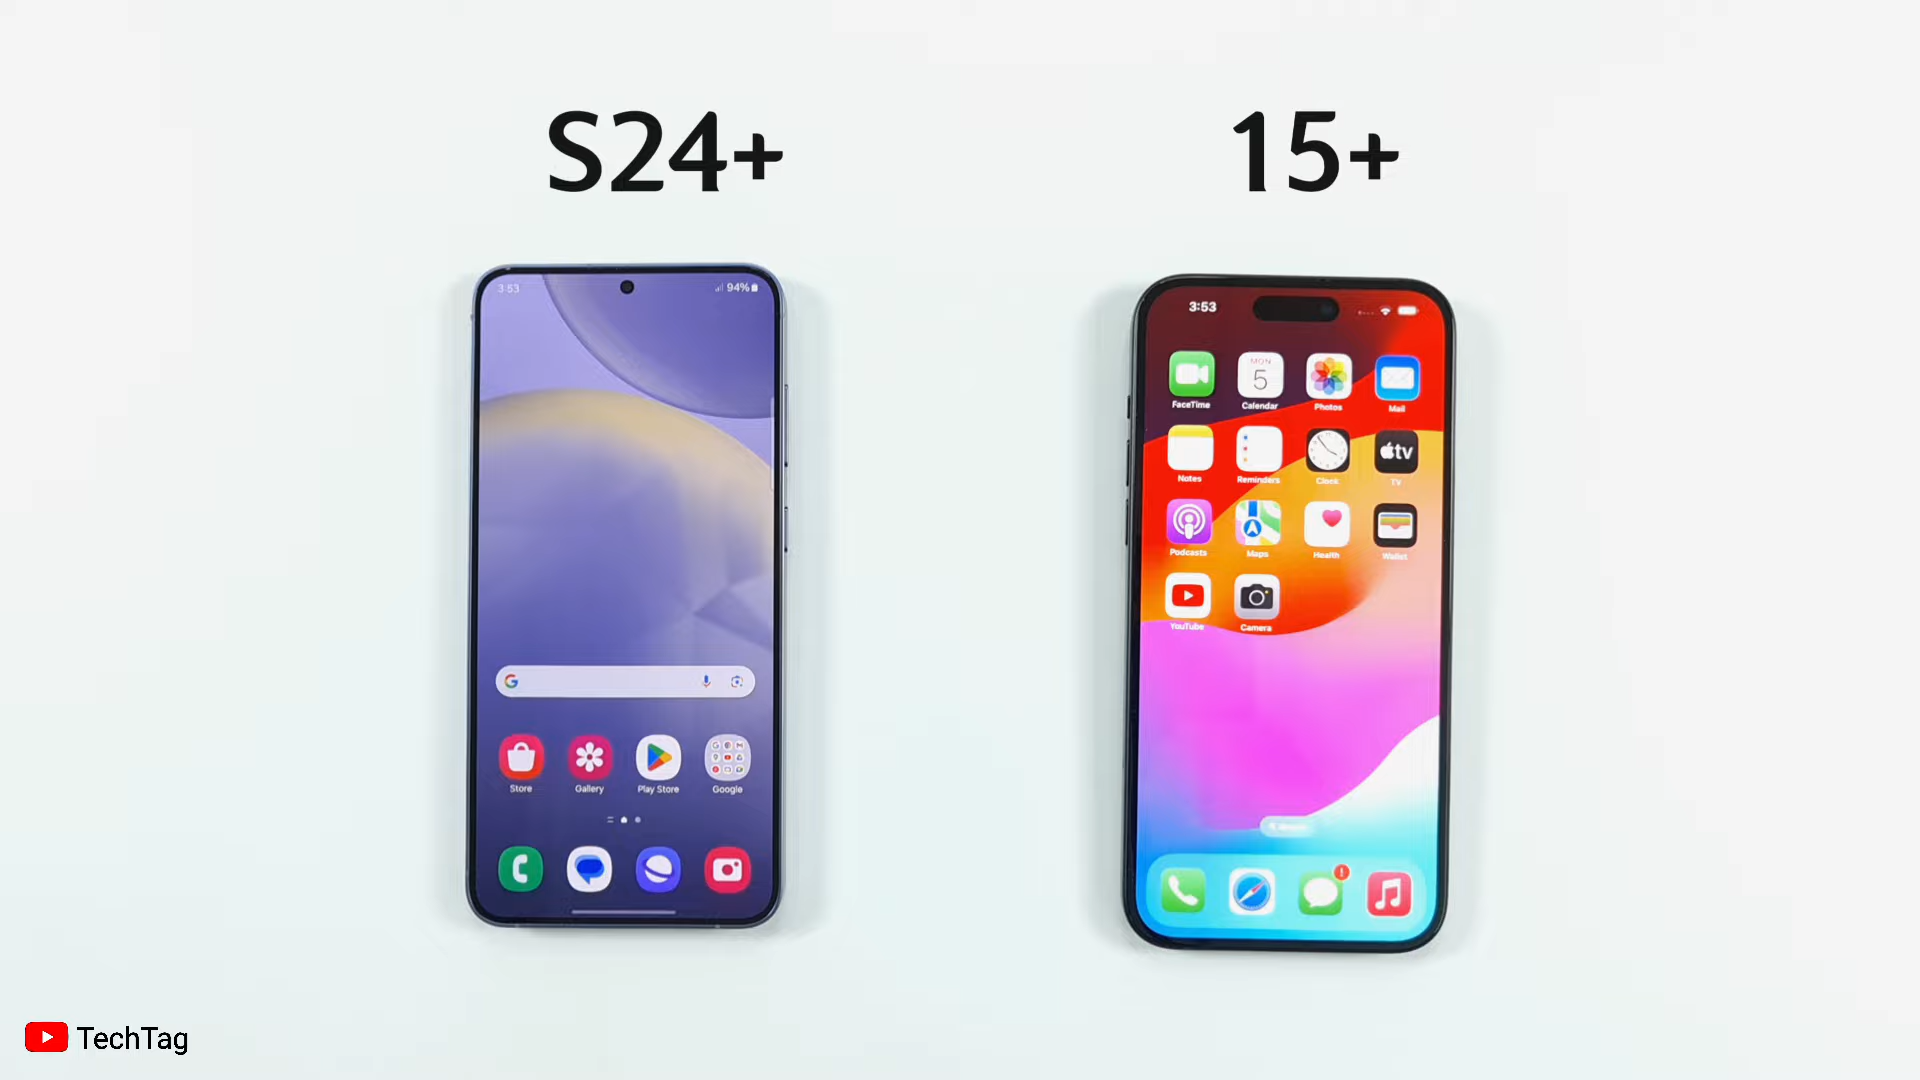 S24+
15+
3:53
94%
Store
Gallery
Play Store
Google
3:53
FaceTime
MON
5
Calendar
Photos
Mail
Notes
Reminders
Clock
tv
TV
Podcasts
Maps
Health
Wallet
YouTube
Camera
TechTag